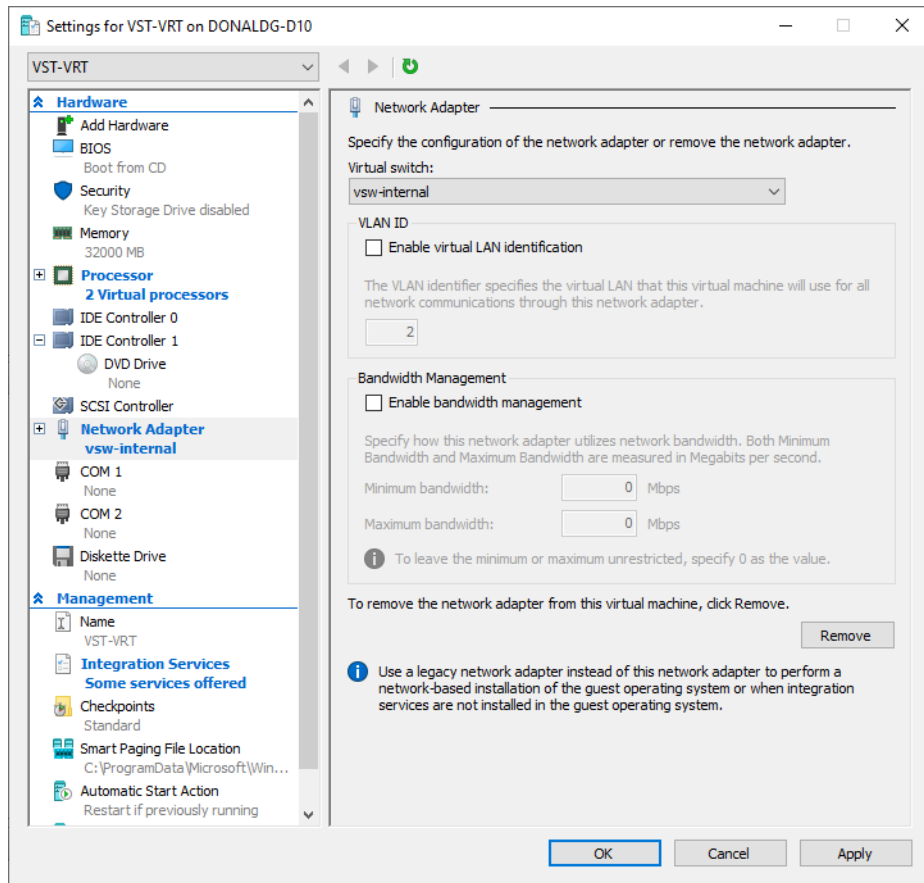 Settings for VST-VRT on DONALDG-D10
VST-VRT
Hardware
Add Hardware
BIOS
Boot from CD
Security
Key Storage Drive disabled
Memory
32000 MB
Processor
2 Virtual processors
IDE Controller 0
IDE Controller 1
DVD Drive
None
SCSI Controller
Network Adapter
vsw-internal
COM 1
None
COM 2
None
Diskette Drive
None
Management
Name
VST-VRT
Integration Services
Some services offered
Checkpoints
Standard
Smart Paging File Location
C:\ProgramData\Microsoft\Win...
Automatic Start Action
Restart if previously running
Network Adapter
Specify the configuration of the network adapter or remove the network adapter.
Virtual switch:
vsw-internal
VLAN ID
Enable virtual LAN identification
The VLAN identifier specifies the virtual LAN that this virtual machine will use for all
network communications through this network adapter.
2
Bandwidth Management
Enable bandwidth management
Specify how this network adapter utilizes network bandwidth. Both Minimum
Bandwidth and Maximum Bandwidth are measured in Megabits per second.
Minimum bandwidth: 0 Mbps
Maximum bandwidth: 0 Mbps
To leave the minimum or maximum unrestricted, specify 0 as the value.
To remove the network adapter from this virtual machine, click Remove.
Remove
Use a legacy network adapter instead of this network adapter to perform a
network-based installation of the guest operating system or when integration
services are not installed in the guest operating system.
OK Cancel Apply